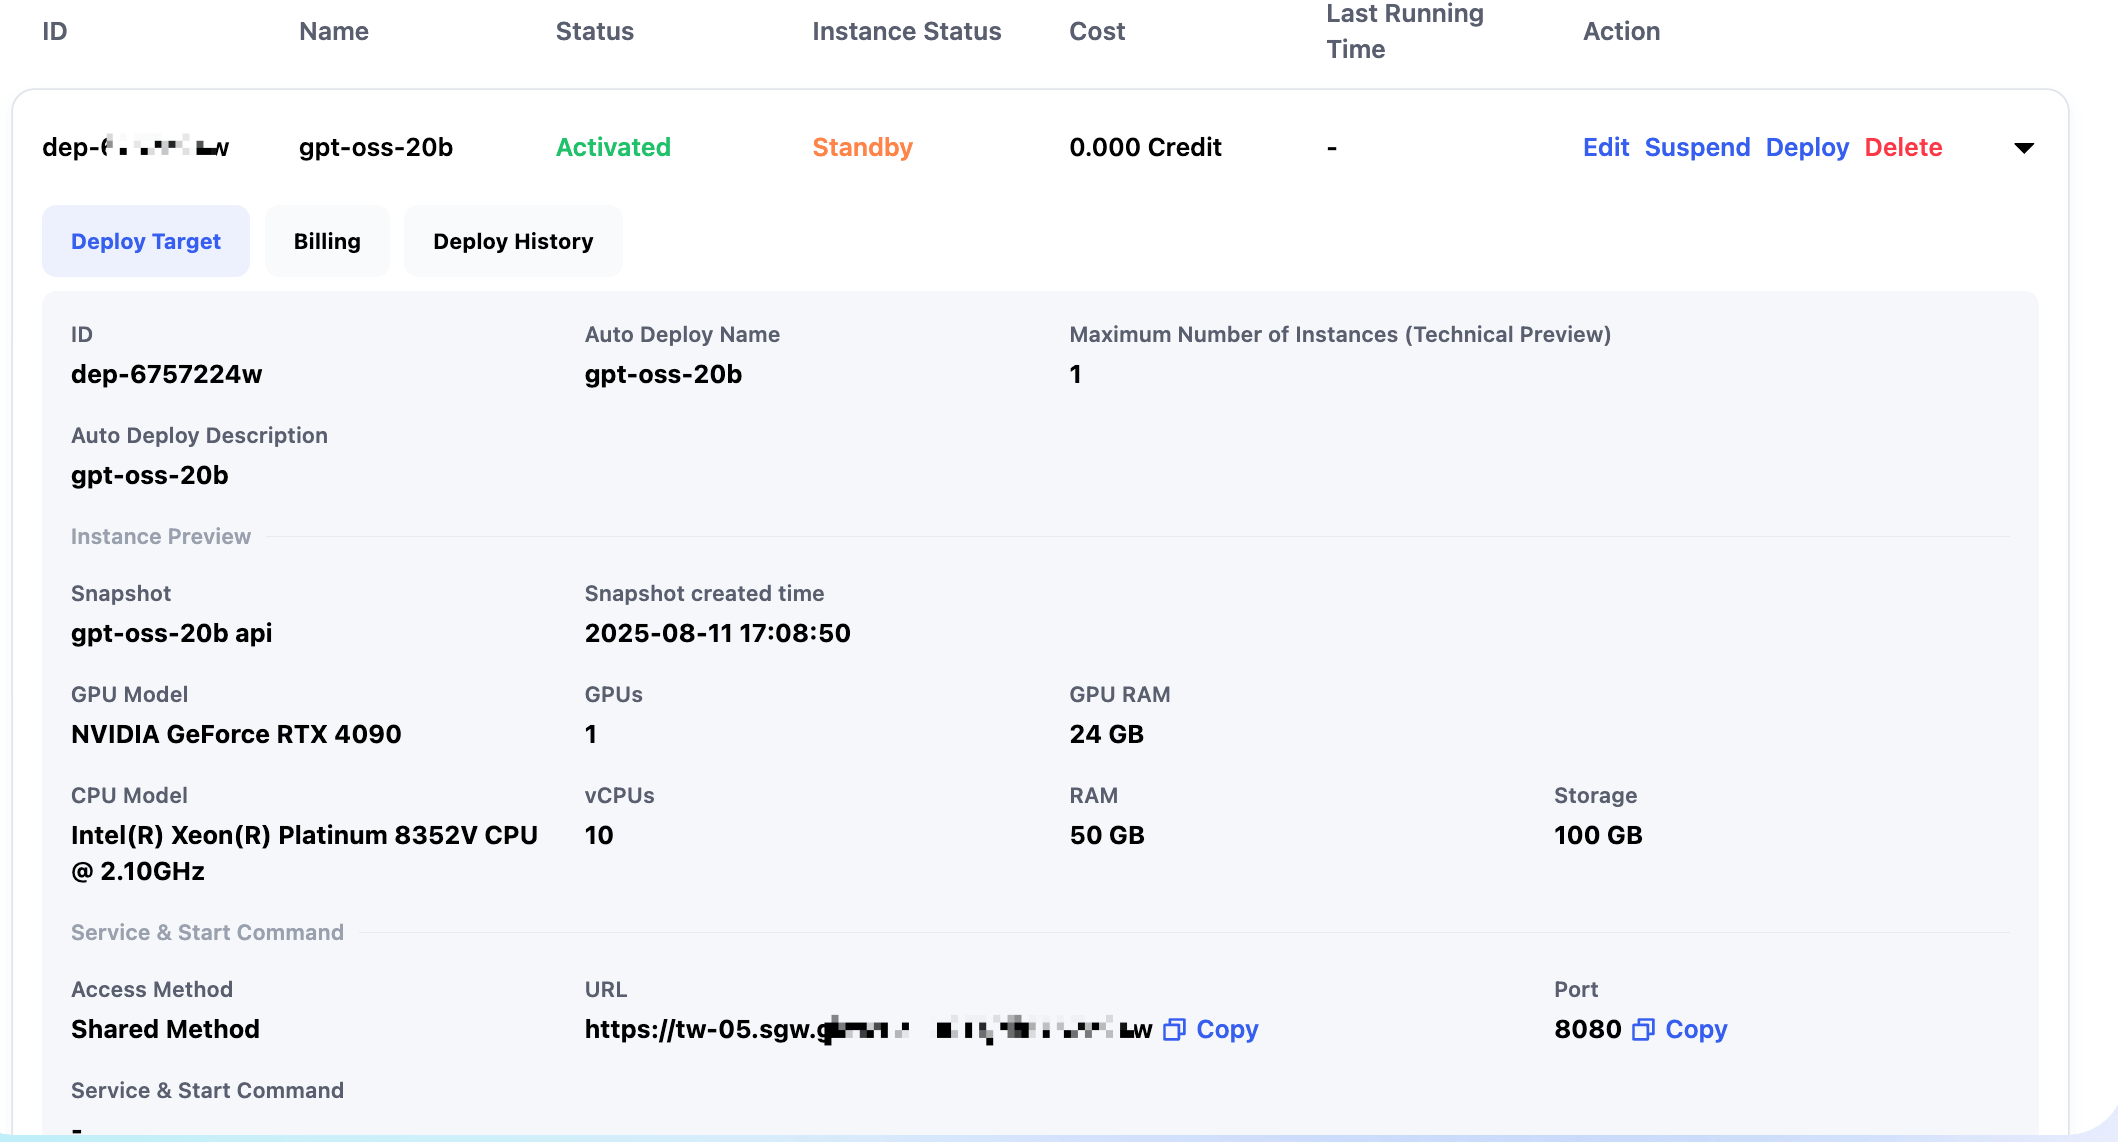 ID Name Status Instance Status Cost Last Running Time Action
dep- gpt-oss-20b Activated Standby 0.000 Credit - Edit Suspend Deploy Delete
Deploy Target Billing Deploy History
ID Auto Deploy Name Maximum Number of Instances (Technical Preview)
dep-6757224w gpt-oss-20b 1
Auto Deploy Description
gpt-oss-20b
Instance Preview
Snapshot Snapshot created time
gpt-oss-20b api 2025-08-11 17:08:50
GPU Model GPUs GPU RAM
NVIDIA GeForce RTX 4090 1 24 GB
CPU Model vCPUs RAM Storage
Intel(R) Xeon(R) Platinum 8352V CPU 10 50 GB 100 GB
@ 2.10GHz
Service & Start Command
Access Method URL Port
Shared Method https://tw-05.sgw. Copy 8080 Copy
Service & Start Command
-